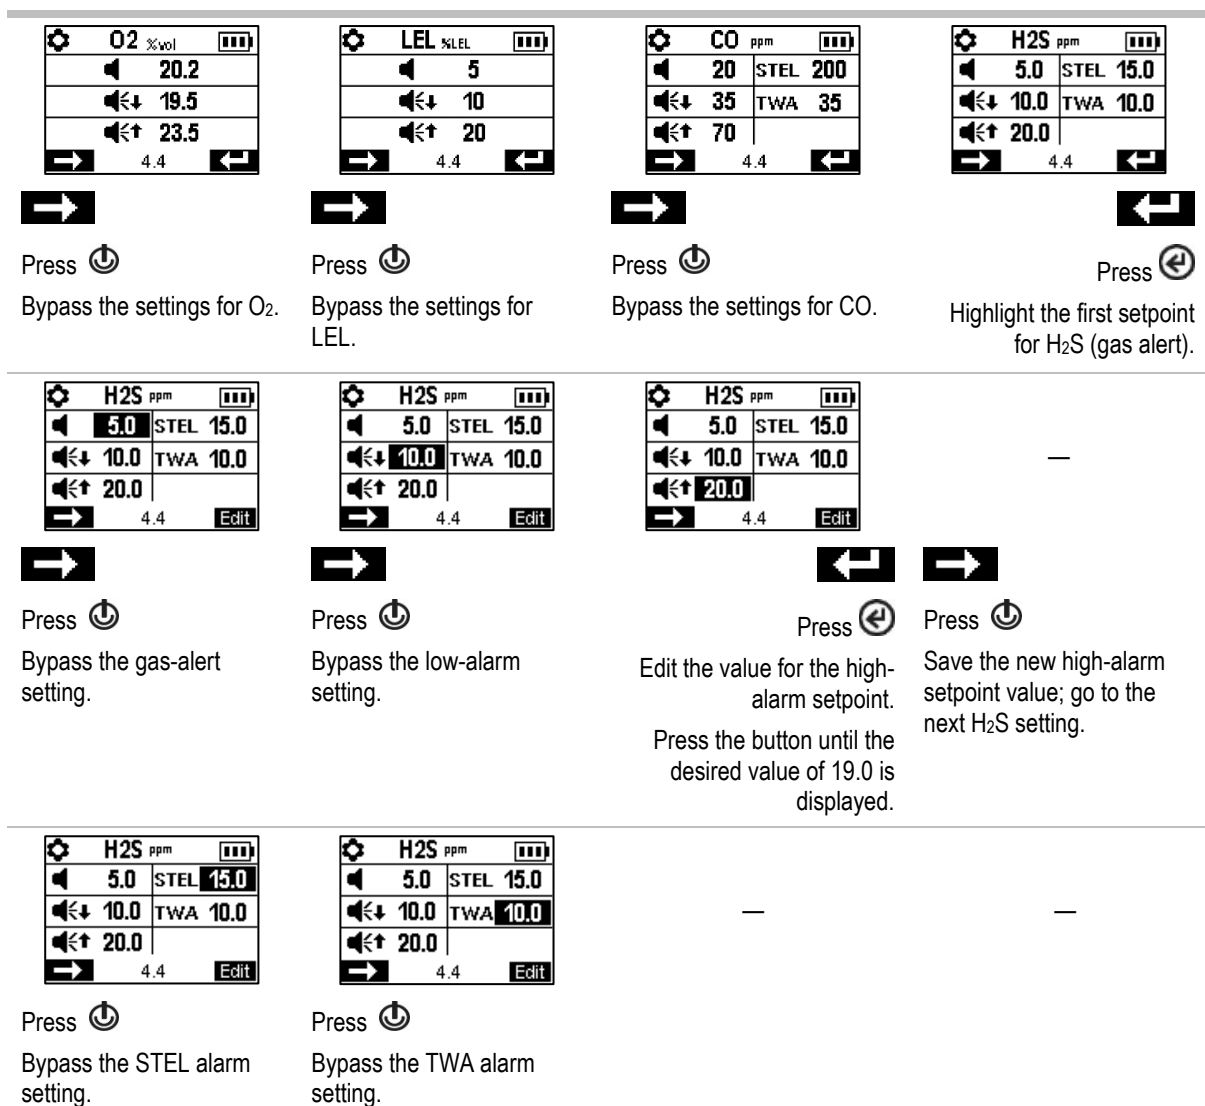 O2 %vol
20.2
19.5
23.5
4.4
Press
Bypass the settings for O2.
LEL %LEL
5
10
20
4.4
Press
Bypass the settings for
LEL.
CO ppm
20 STEL 200
35 TWA 35
70
4.4
Press
Bypass the settings for CO.
H2S ppm
5.0 STEL 15.0
10.0 TWA 10.0
20.0
4.4
Press
Highlight the first setpoint
for H2S (gas alert).
H2S ppm
5.0 STEL 15.0
10.0 TWA 10.0
20.0
4.4 Edit
Press
Bypass the gas-alert
setting.
H2S ppm
5.0 STEL 15.0
10.0 TWA 10.0
20.0
4.4 Edit
Press
Bypass the low-alarm
setting.
H2S ppm
5.0 STEL 15.0
10.0 TWA 10.0
20.0
4.4 Edit
Press
Edit the value for the high-
alarm setpoint.
Press the button until the
desired value of 19.0 is
displayed.
—
Press
Save the new high-alarm
setpoint value; go to the
next H2S setting.
H2S ppm
5.0 STEL 15.0
10.0 TWA 10.0
20.0
4.4 Edit
Press
Bypass the STEL alarm
setting.
H2S ppm
5.0 STEL 15.0
10.0 TWA 10.0
20.0
4.4 Edit
Press
Bypass the TWA alarm
setting.
—
—